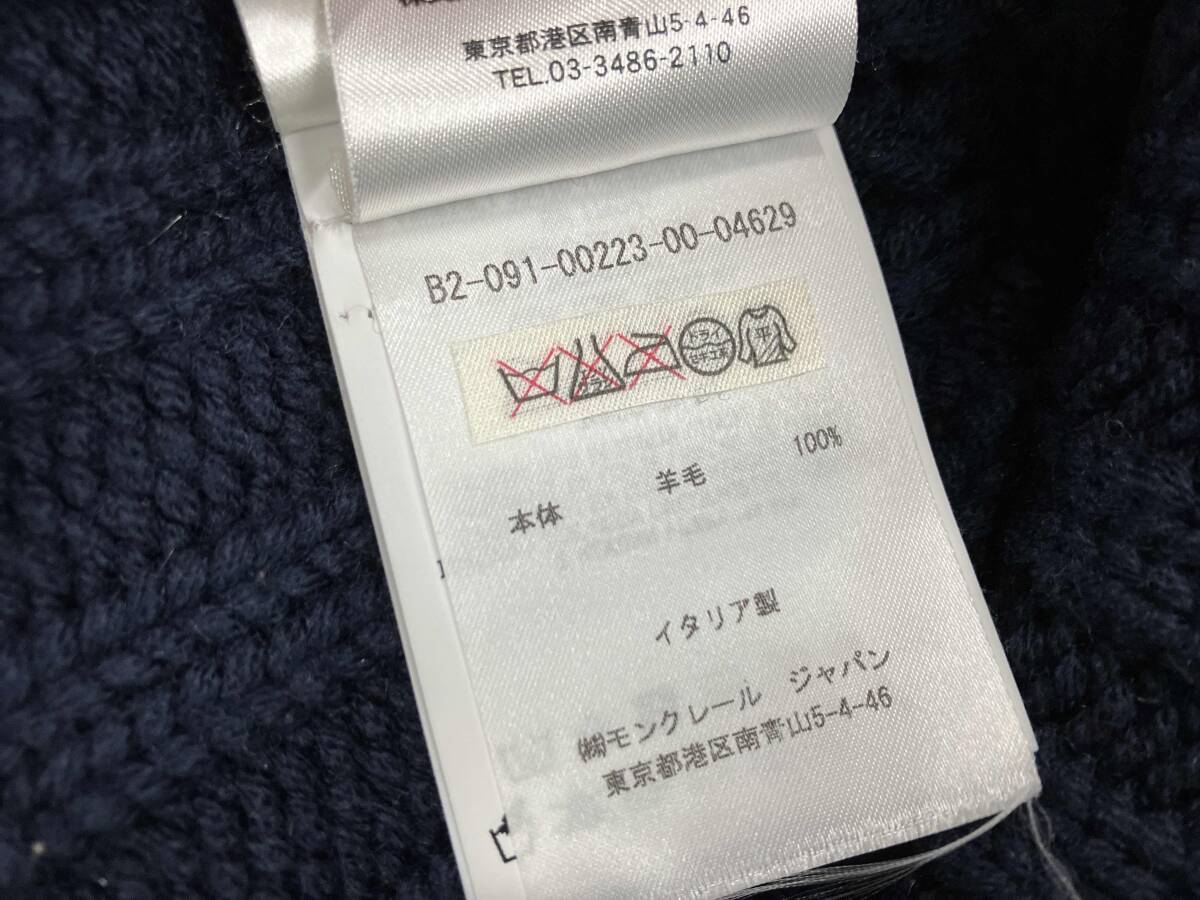 東京都港区南青山5-4-46
TEL.03-3486-2110
B2-091-00223-00-04629
平
100%
羊毛
本体
イタリア製
㈱モンクレール ジャパン
東京都港区南青山5-4-46